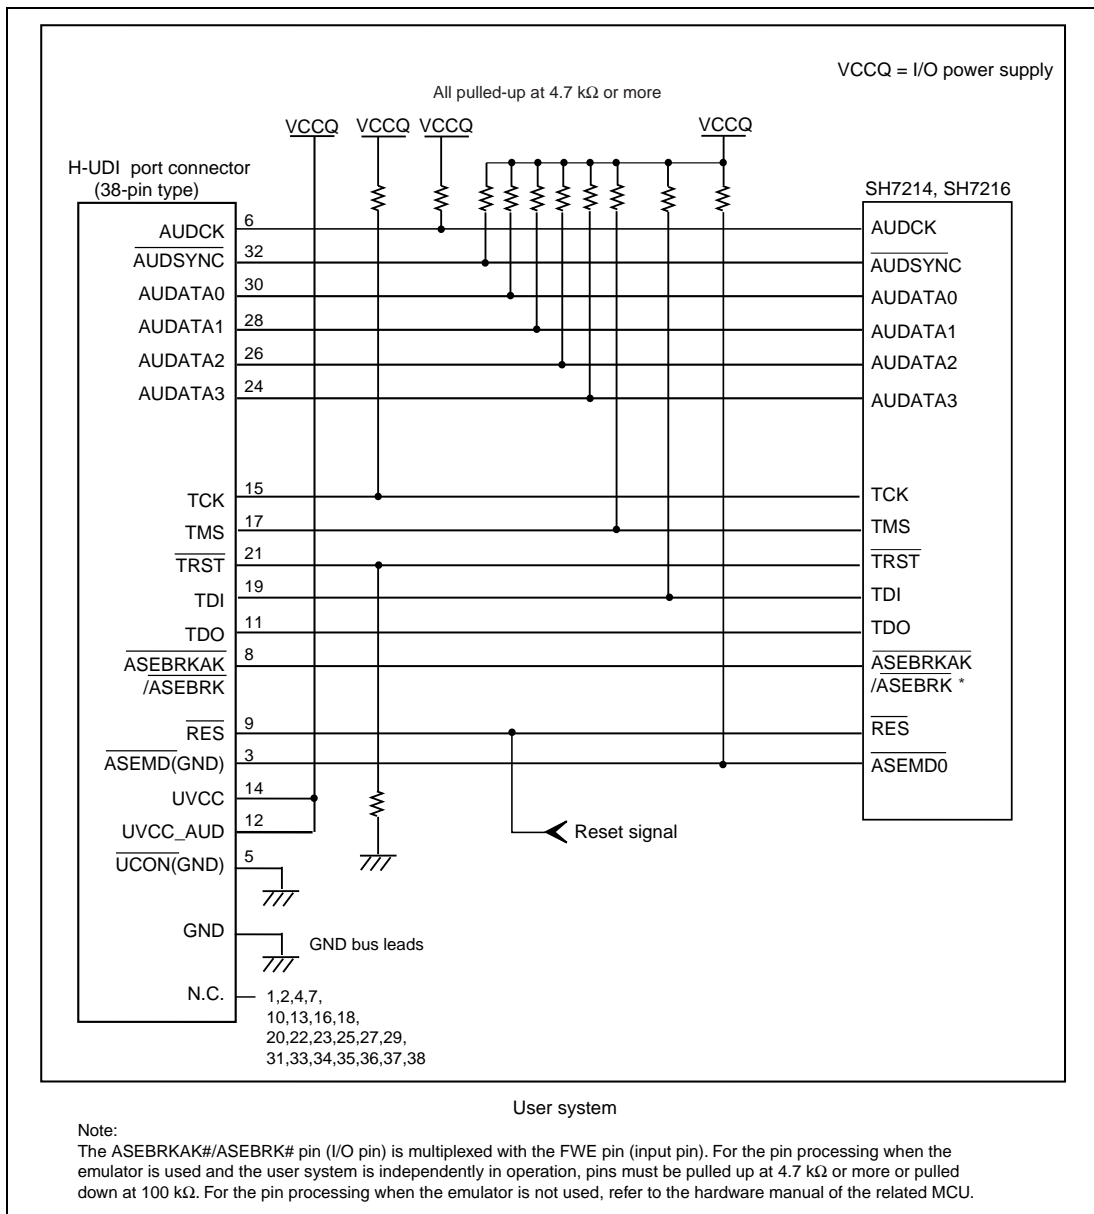 VCCQ = I/O power supply
All pulled-up at 4.7 kΩ or more
VCCQ VCCQ VCCQ VCCQ
H-UDI port connector
(38-pin type)
SH7214, SH7216
AUDCK 6 AUDCK
AUDSYNC 32 AUDSYNC
AUDATA0 30 AUDATA0
AUDATA1 28 AUDATA1
AUDATA2 26 AUDATA2
AUDATA3 24 AUDATA3
TCK 15 TCK
TMS 17 TMS
TRST 21 TRST
TDI 19 TDI
TDO 11 TDO
ASEBRKAK 8 ASEBRKAK
/ASEBRK /ASEBRK *
RES 9 RES
ASEMD(GND) 3 ASEMD0
UVCC 14
UVCC_AUD 12 Reset signal
UCON(GND) 5
GND GND bus leads
N.C. 1,2,4,7,
10,13,16,18,
20,22,23,25,27,29,
31,33,34,35,36,37,38
User system
Note:
The ASEBRKAK#/ASEBRK# pin (I/O pin) is multiplexed with the FWE pin (input pin). For the pin processing when the
emulator is used and the user system is independently in operation, pins must be pulled up at 4.7 kΩ or more or pulled
down at 100 kΩ. For the pin processing when the emulator is not used, refer to the hardware manual of the related MCU.